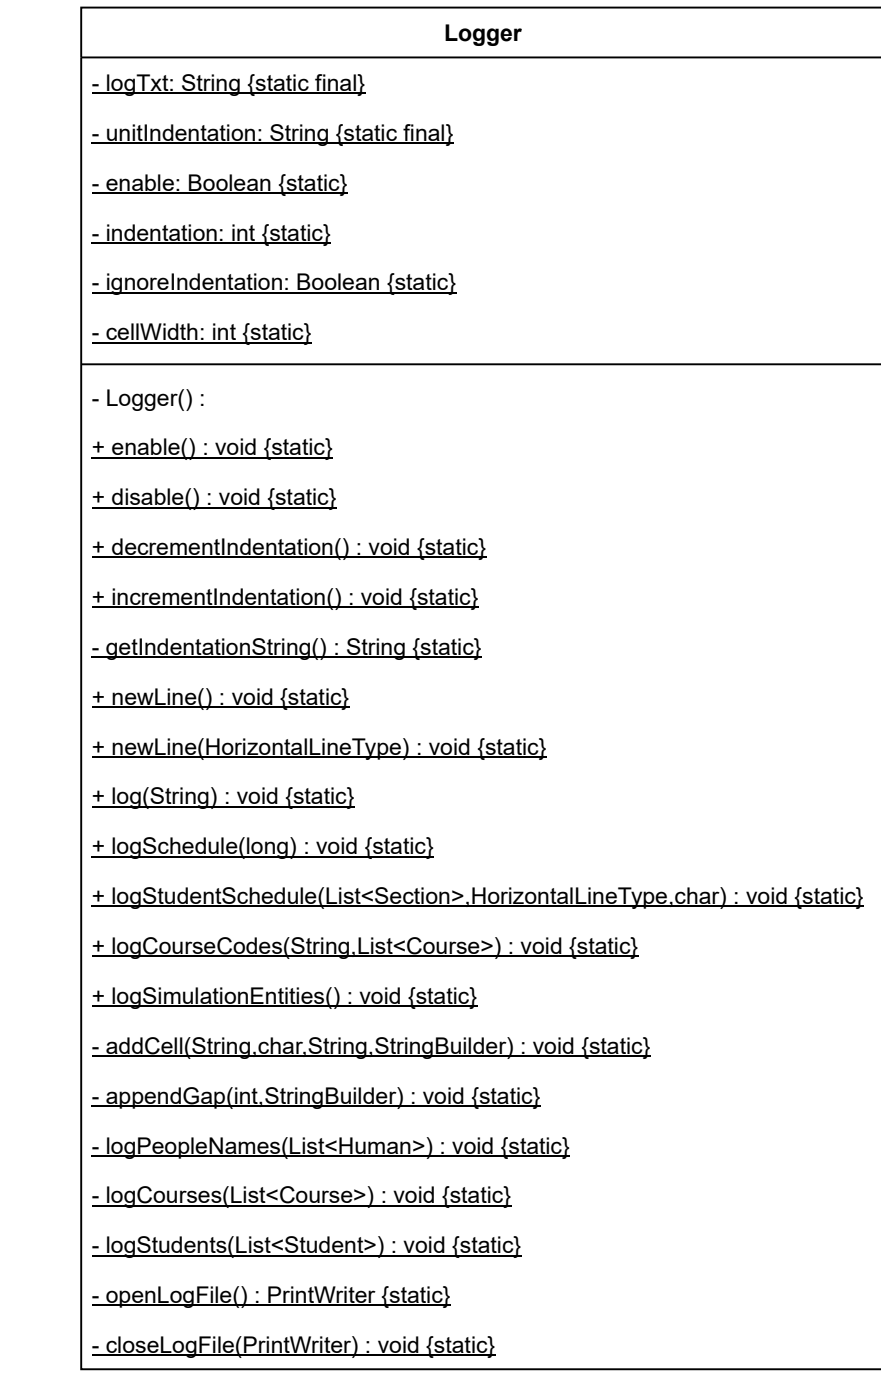 Logger
- logTxt: String {static final}
- unitIndentation: String {static final}
- enable: Boolean {static}
- indentation: int {static}
- ignoreIndentation: Boolean {static}
- cellWidth: int {static}
- Logger() :
+ enable() : void {static}
+ disable() : void {static}
+ decrementIndentation() : void {static}
+ incrementIndentation() : void {static}
- getIndentationString() : String {static}
+ newLine() : void {static}
+ newLine(HorizontalLineType) : void {static}
+ log(String) : void {static}
+ logSchedule(long) : void {static}
+ logStudentSchedule(List<Section>,HorizontalLineType,char) : void {static}
+ logCourseCodes(String,List<Course>) : void {static}
+ logSimulationEntities() : void {static}
- addCell(String,char,String,StringBuilder) : void {static}
- appendGap(int,StringBuilder) : void {static}
- logPeopleNames(List<Human>) : void {static}
- logCourses(List<Course>) : void {static}
- logStudents(List<Student>) : void {static}
- openLogFile() : PrintWriter {static}
- closeLogFile(PrintWriter) : void {static}